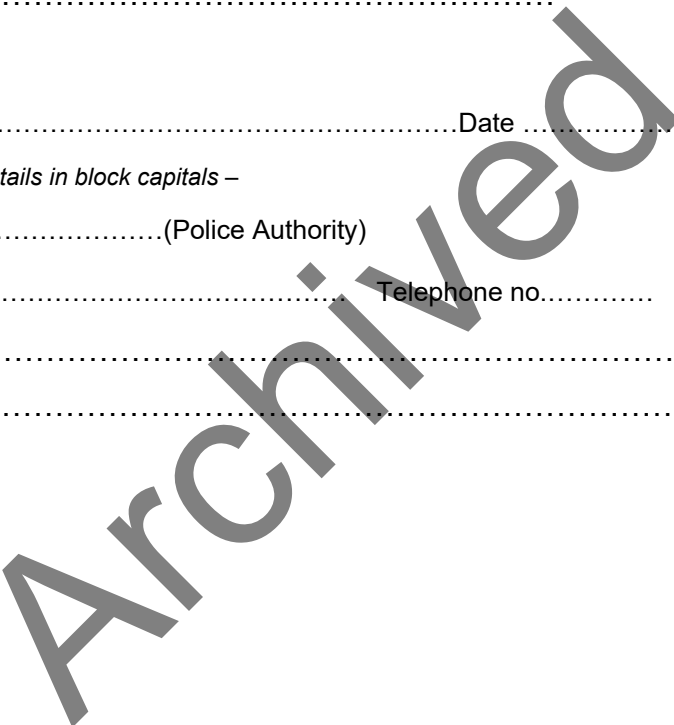 ……………………………………………………
…………………………………………Date ………………
tails in block capitals –
………………(Police Authority)
………………………………… Telephone no…………
……………………………………………………………
……………………………………………………………
Archived